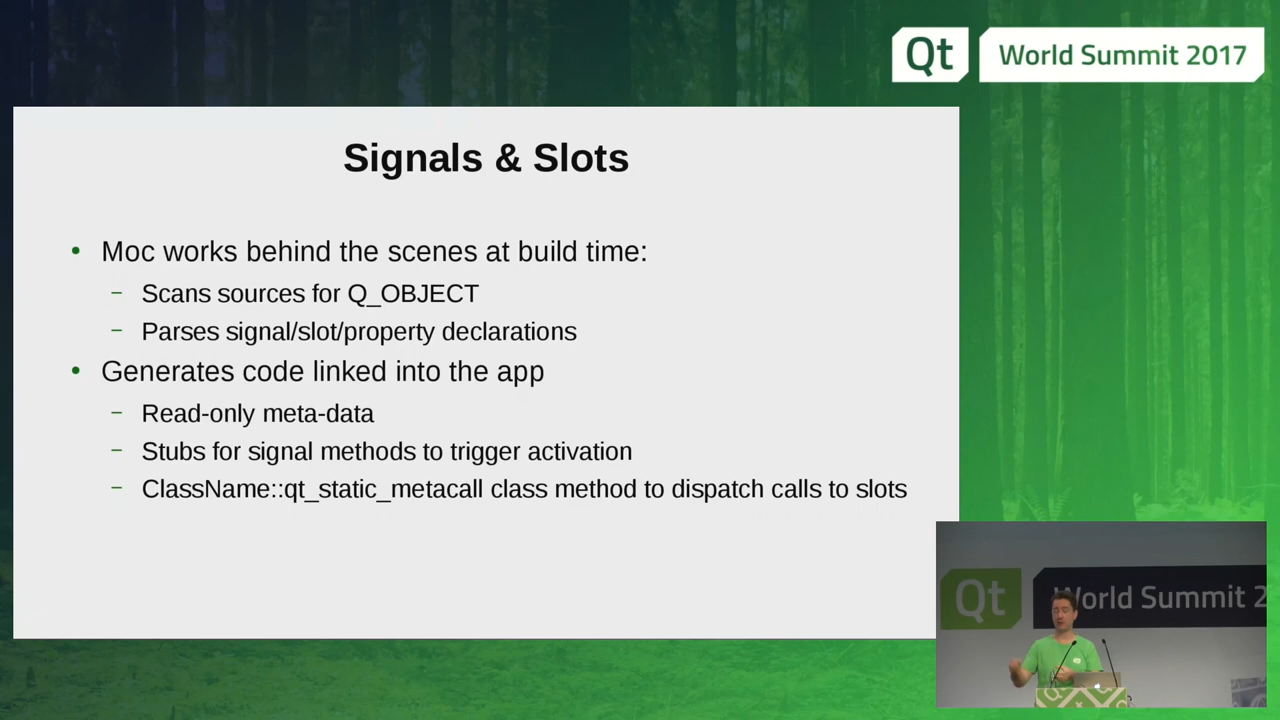 Qt World Summit 2017
Signals & Slots
• Moc works behind the scenes at build time:
– Scans sources for Q_OBJECT
– Parses signal/slot/property declarations
• Generates code linked into the app
– Read-only meta-data
– Stubs for signal methods to trigger activation
– ClassName::qt_static_metacall class method to dispatch calls to slots
Qt World Summit 2